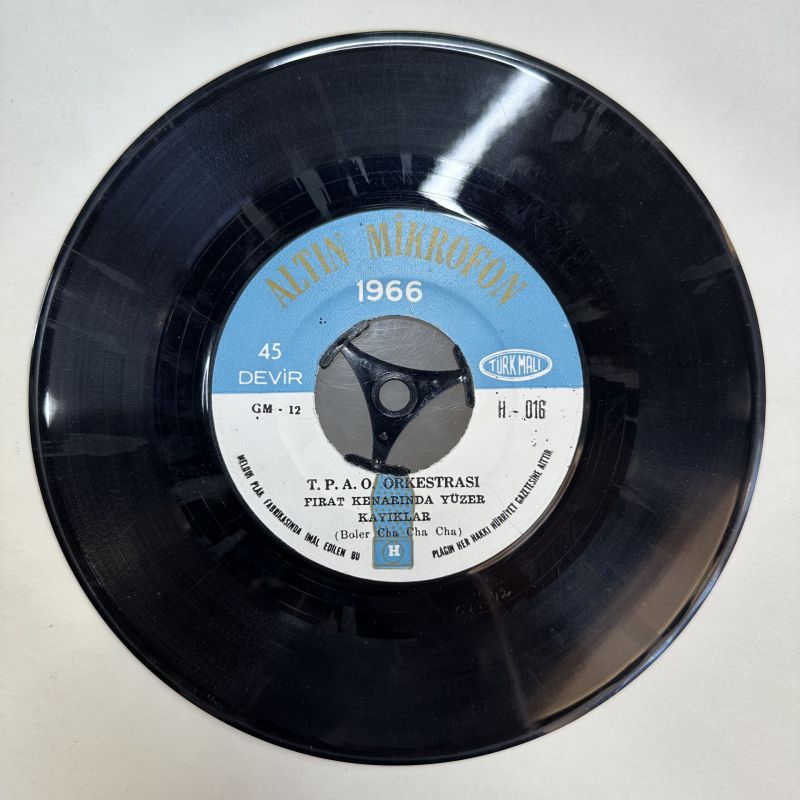 ALTIN MİKROFON
1966
45
DEVİR
TÜRK MALI
GM - 12
H - 016
T. P. A. O. ORKESTRASI
FIRAT KENARINDA YÜZER
KAYIKLAR
(Boler Cha Cha Cha)
H
MELODİ PLAK FABRİKASINDA İMAL EDİLEN BU PLAĞIN HER HAKKI HÜRRİYET GAZETESİNE AİTTİR